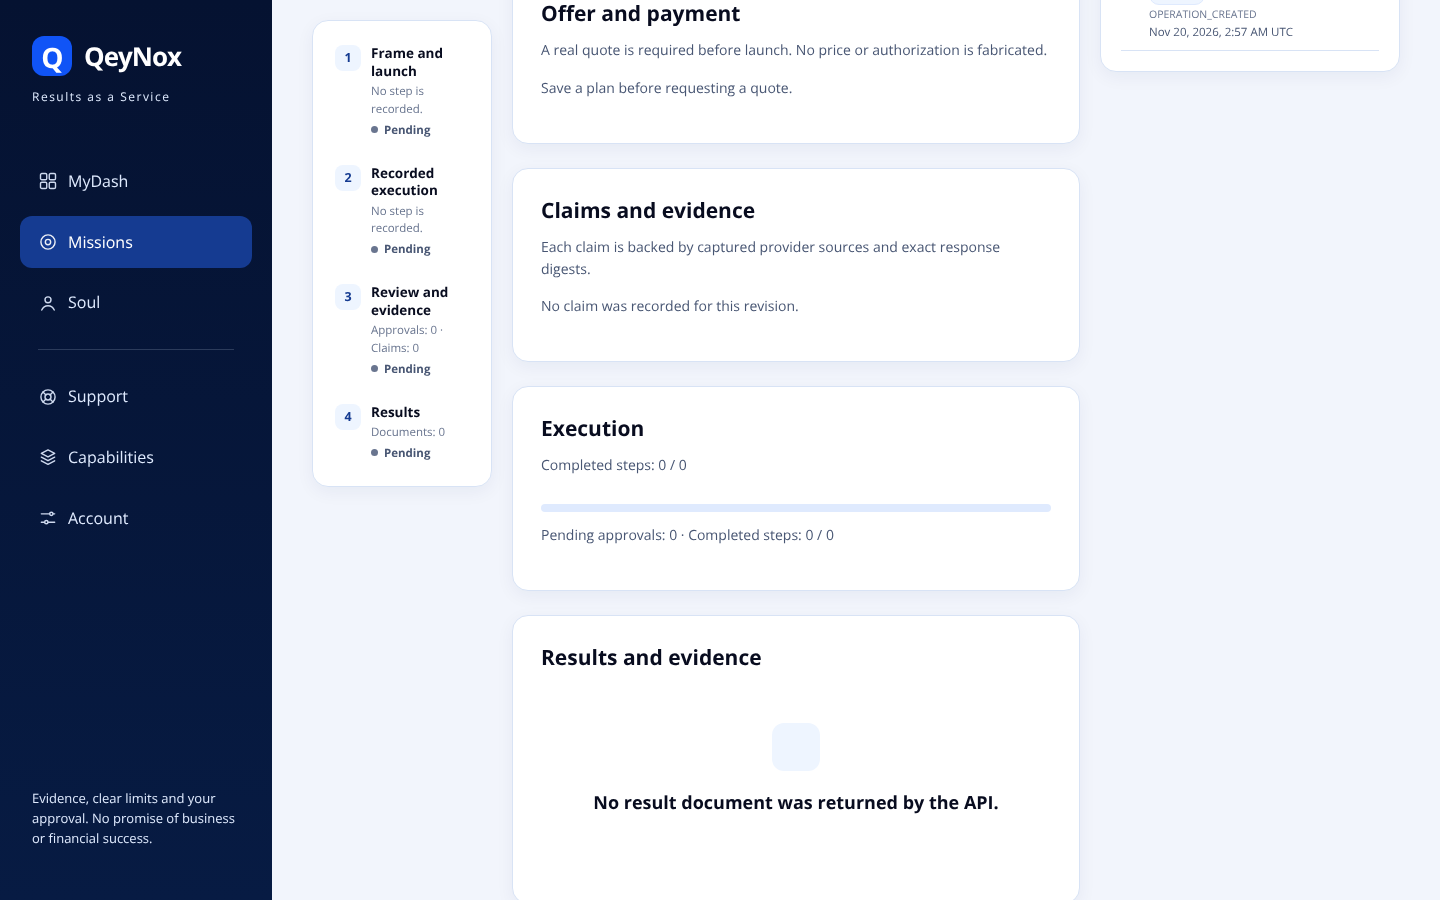 Q QeyNox
Results as a Service
MyDash
Missions
Soul
Support
Capabilities
Account
Evidence, clear limits and your
approval. No promise of business
or financial success.
1
Frame and
launch
No step is
recorded.
Pending
2
Recorded
execution
No step is
recorded.
Pending
3
Review and
evidence
Approvals: 0 ·
Claims: 0
Pending
4
Results
Documents: 0
Pending
Offer and payment
A real quote is required before launch. No price or authorization is fabricated.
Save a plan before requesting a quote.
Claims and evidence
Each claim is backed by captured provider sources and exact response
digests.
No claim was recorded for this revision.
Execution
Completed steps: 0 / 0
Pending approvals: 0 · Completed steps: 0 / 0
Results and evidence
No result document was returned by the API.
OPERATION_CREATED
Nov 20, 2026, 2:57 AM UTC